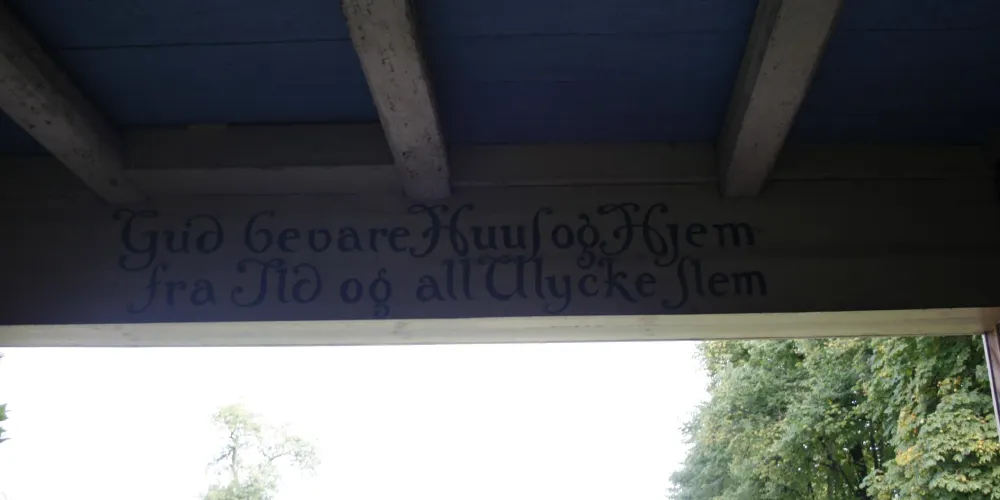 Gud bevare Huus og Hjem
fra Ild og all Ulycke slem